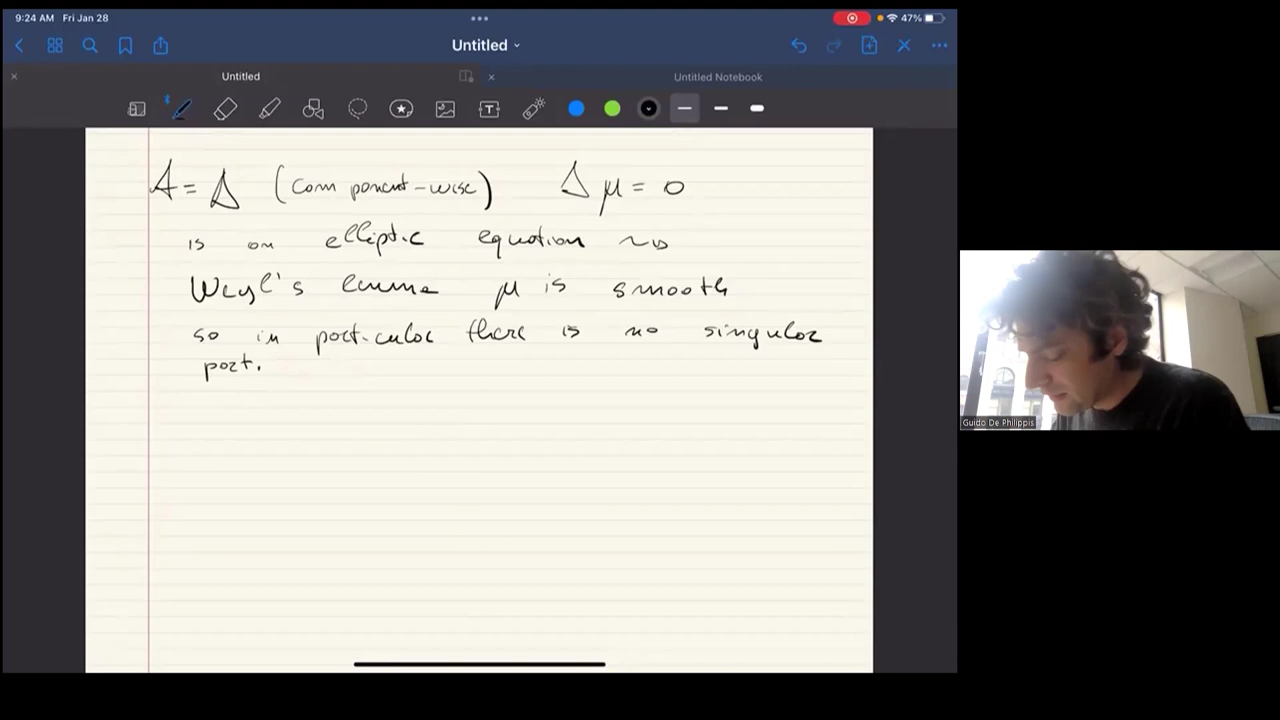 9:24 AM Fri Jan 28
47%
Untitled
Untitled
Untitled Notebook
A = Δ (component-wise) Δ μ = 0
is an elliptic equation ⇝
Weyl's lemma μ is smooth
so in particular there is no singular
part.
Guido De Philippis